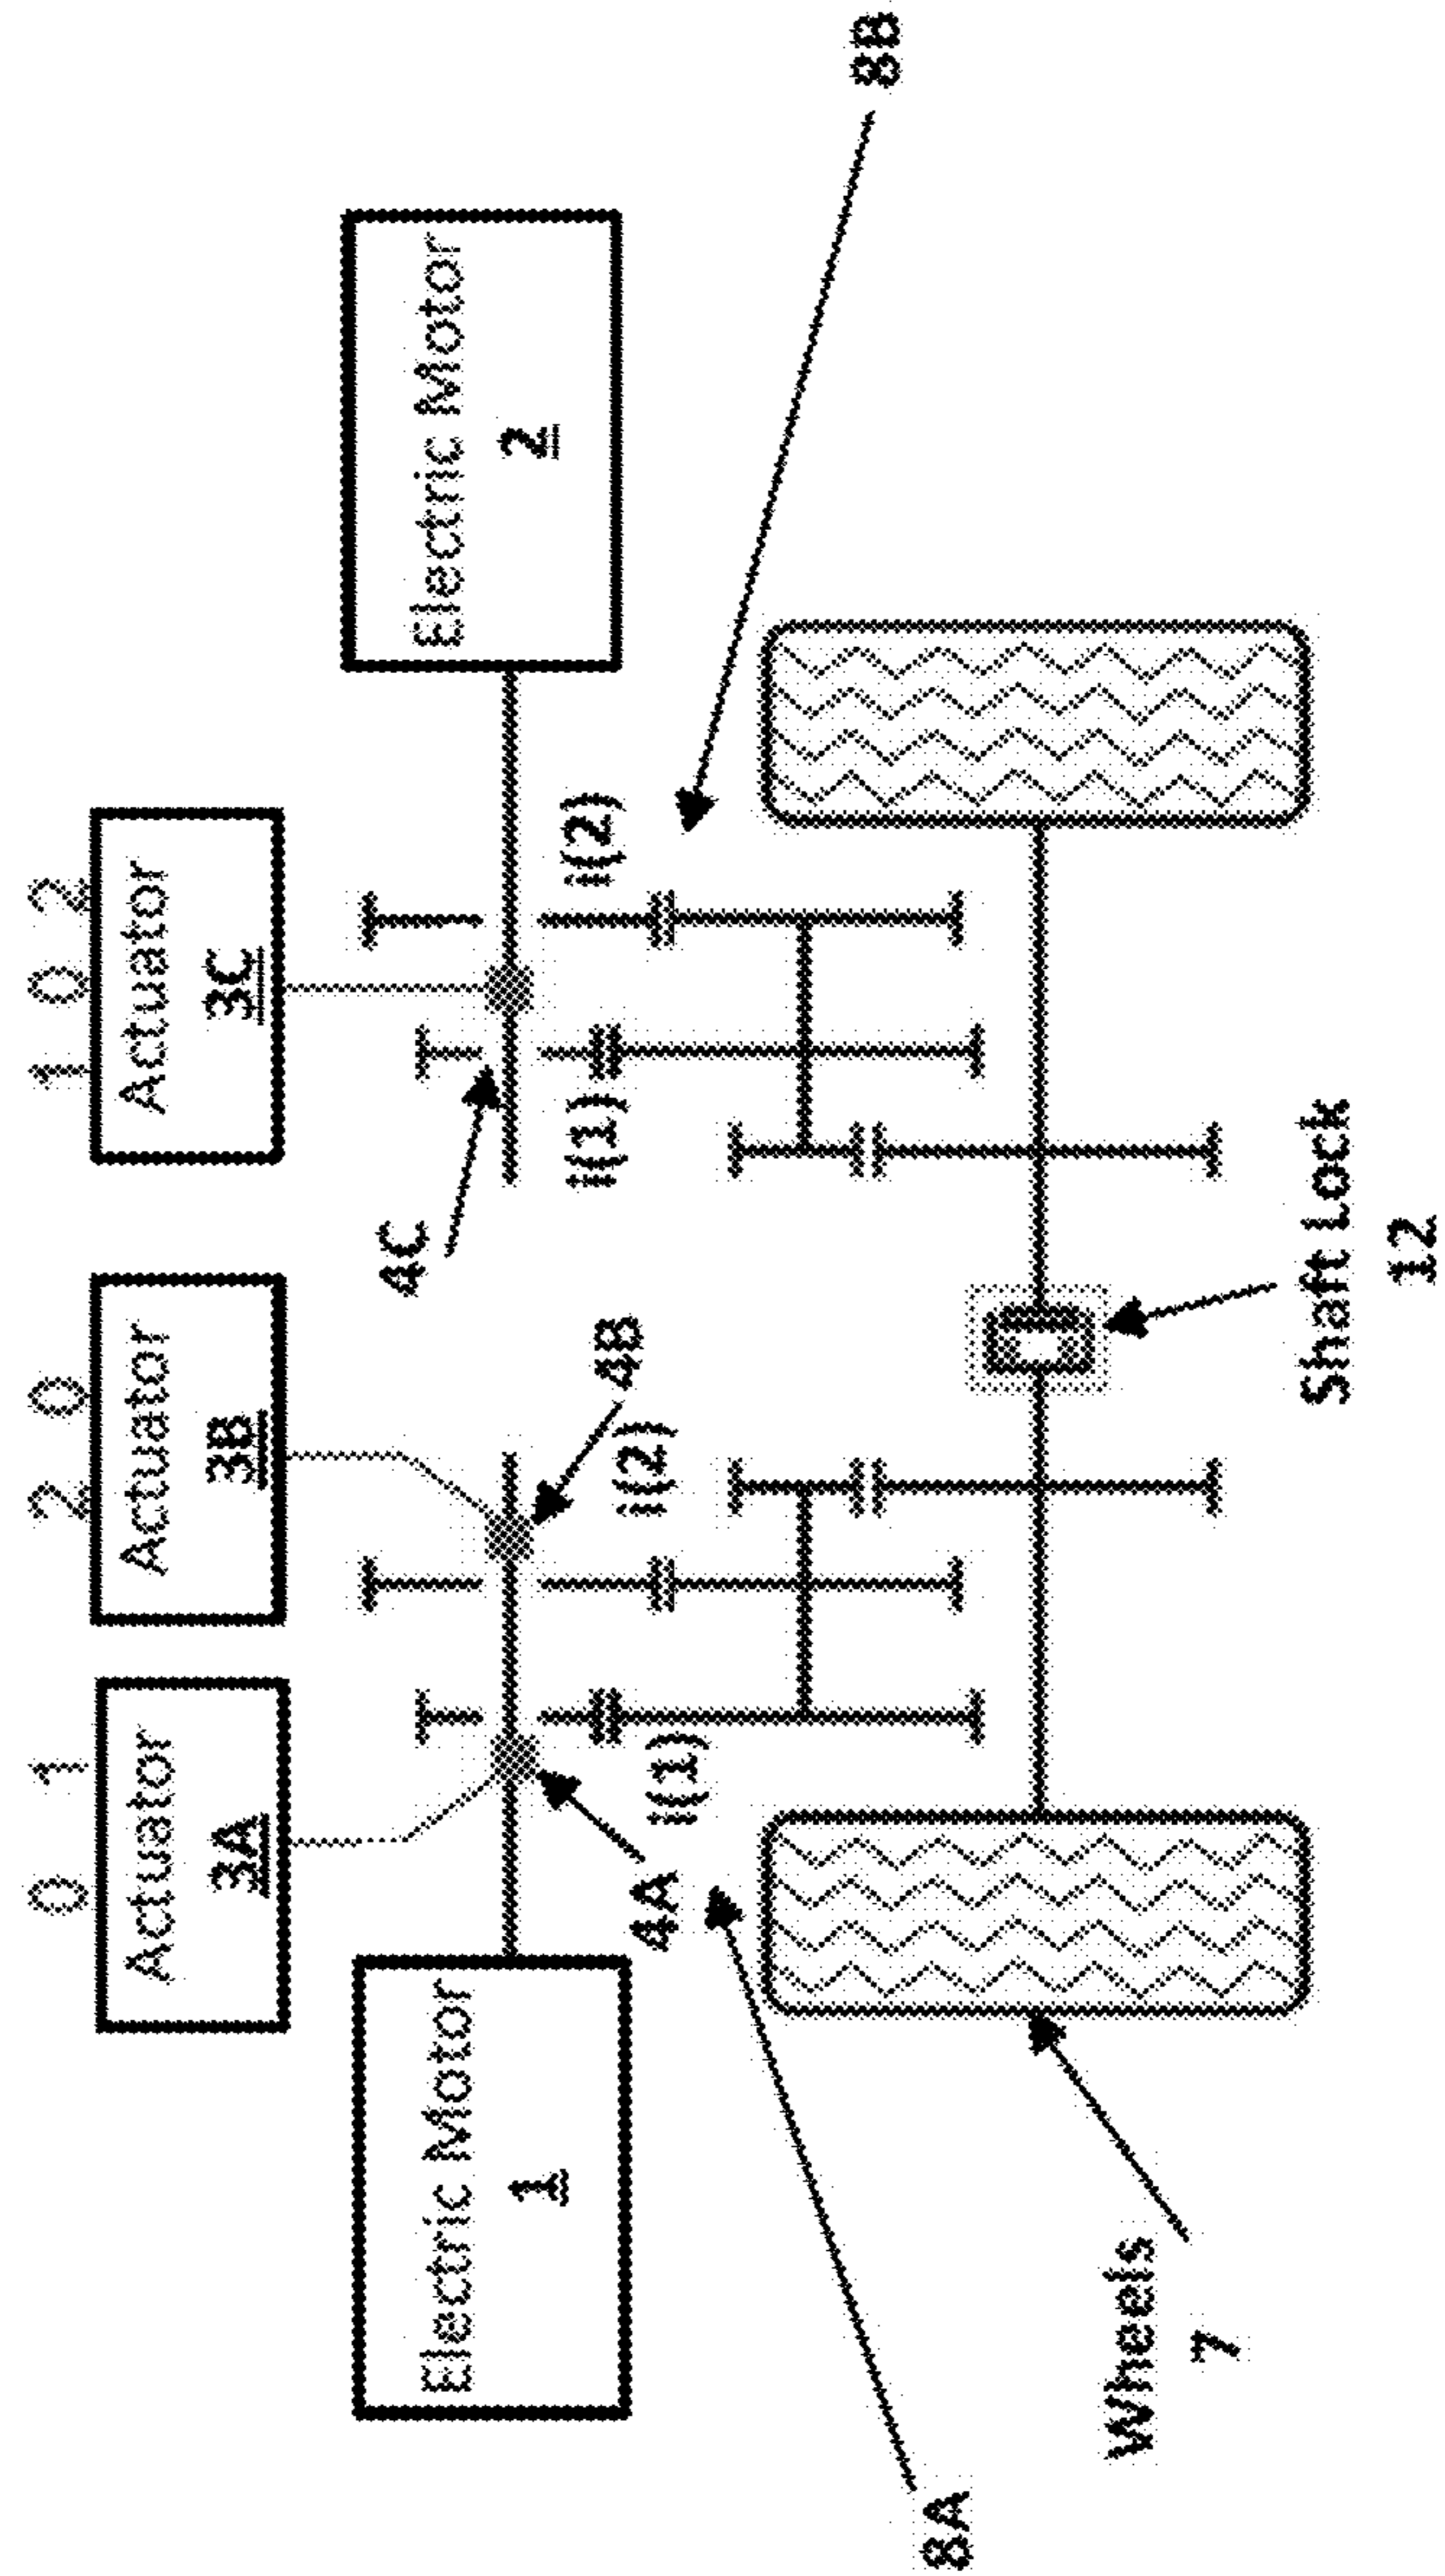 0 1
2 0
1 0 2
Actuator
3A
Actuator
3B
Actuator
3C
Electric Motor
1
Electric Motor
2
4C
4B
4A
i(1)
i(2)
i(1)
i(2)
8A
8B
Wheels
7
Shaft Lock
12